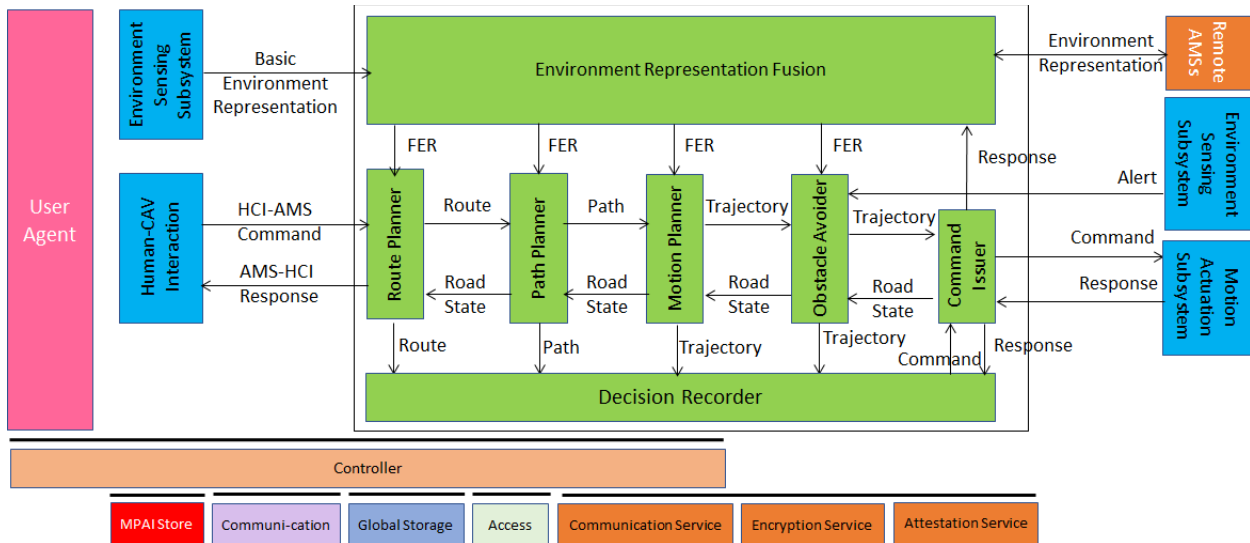 Environment
Sensing
Subsystem
Basic
Environment
Representation
Environment Representation Fusion
Environment
Representation
Remote
AMSs
FER
FER
FER
FER
Response
Environment
Sensing
Subsystem
Alert
User
Agent
Human-CAV
Interaction
HCI-AMS
Command
AMS-HCI
Response
Route Planner
Route
Road
State
Path Planner
Path
Road
State
Motion Planner
Trajectory
Road
State
Obstacle Avoider
Trajectory
Road
State
Command
Issuer
Command
Response
Motion
Actuation
Subsystem
Route
Path
Trajectory
Trajectory
Command
Response
Decision Recorder
Controller
MPAI Store
Communi-cation
Global Storage
Access
Communication Service
Encryption Service
Attestation Service